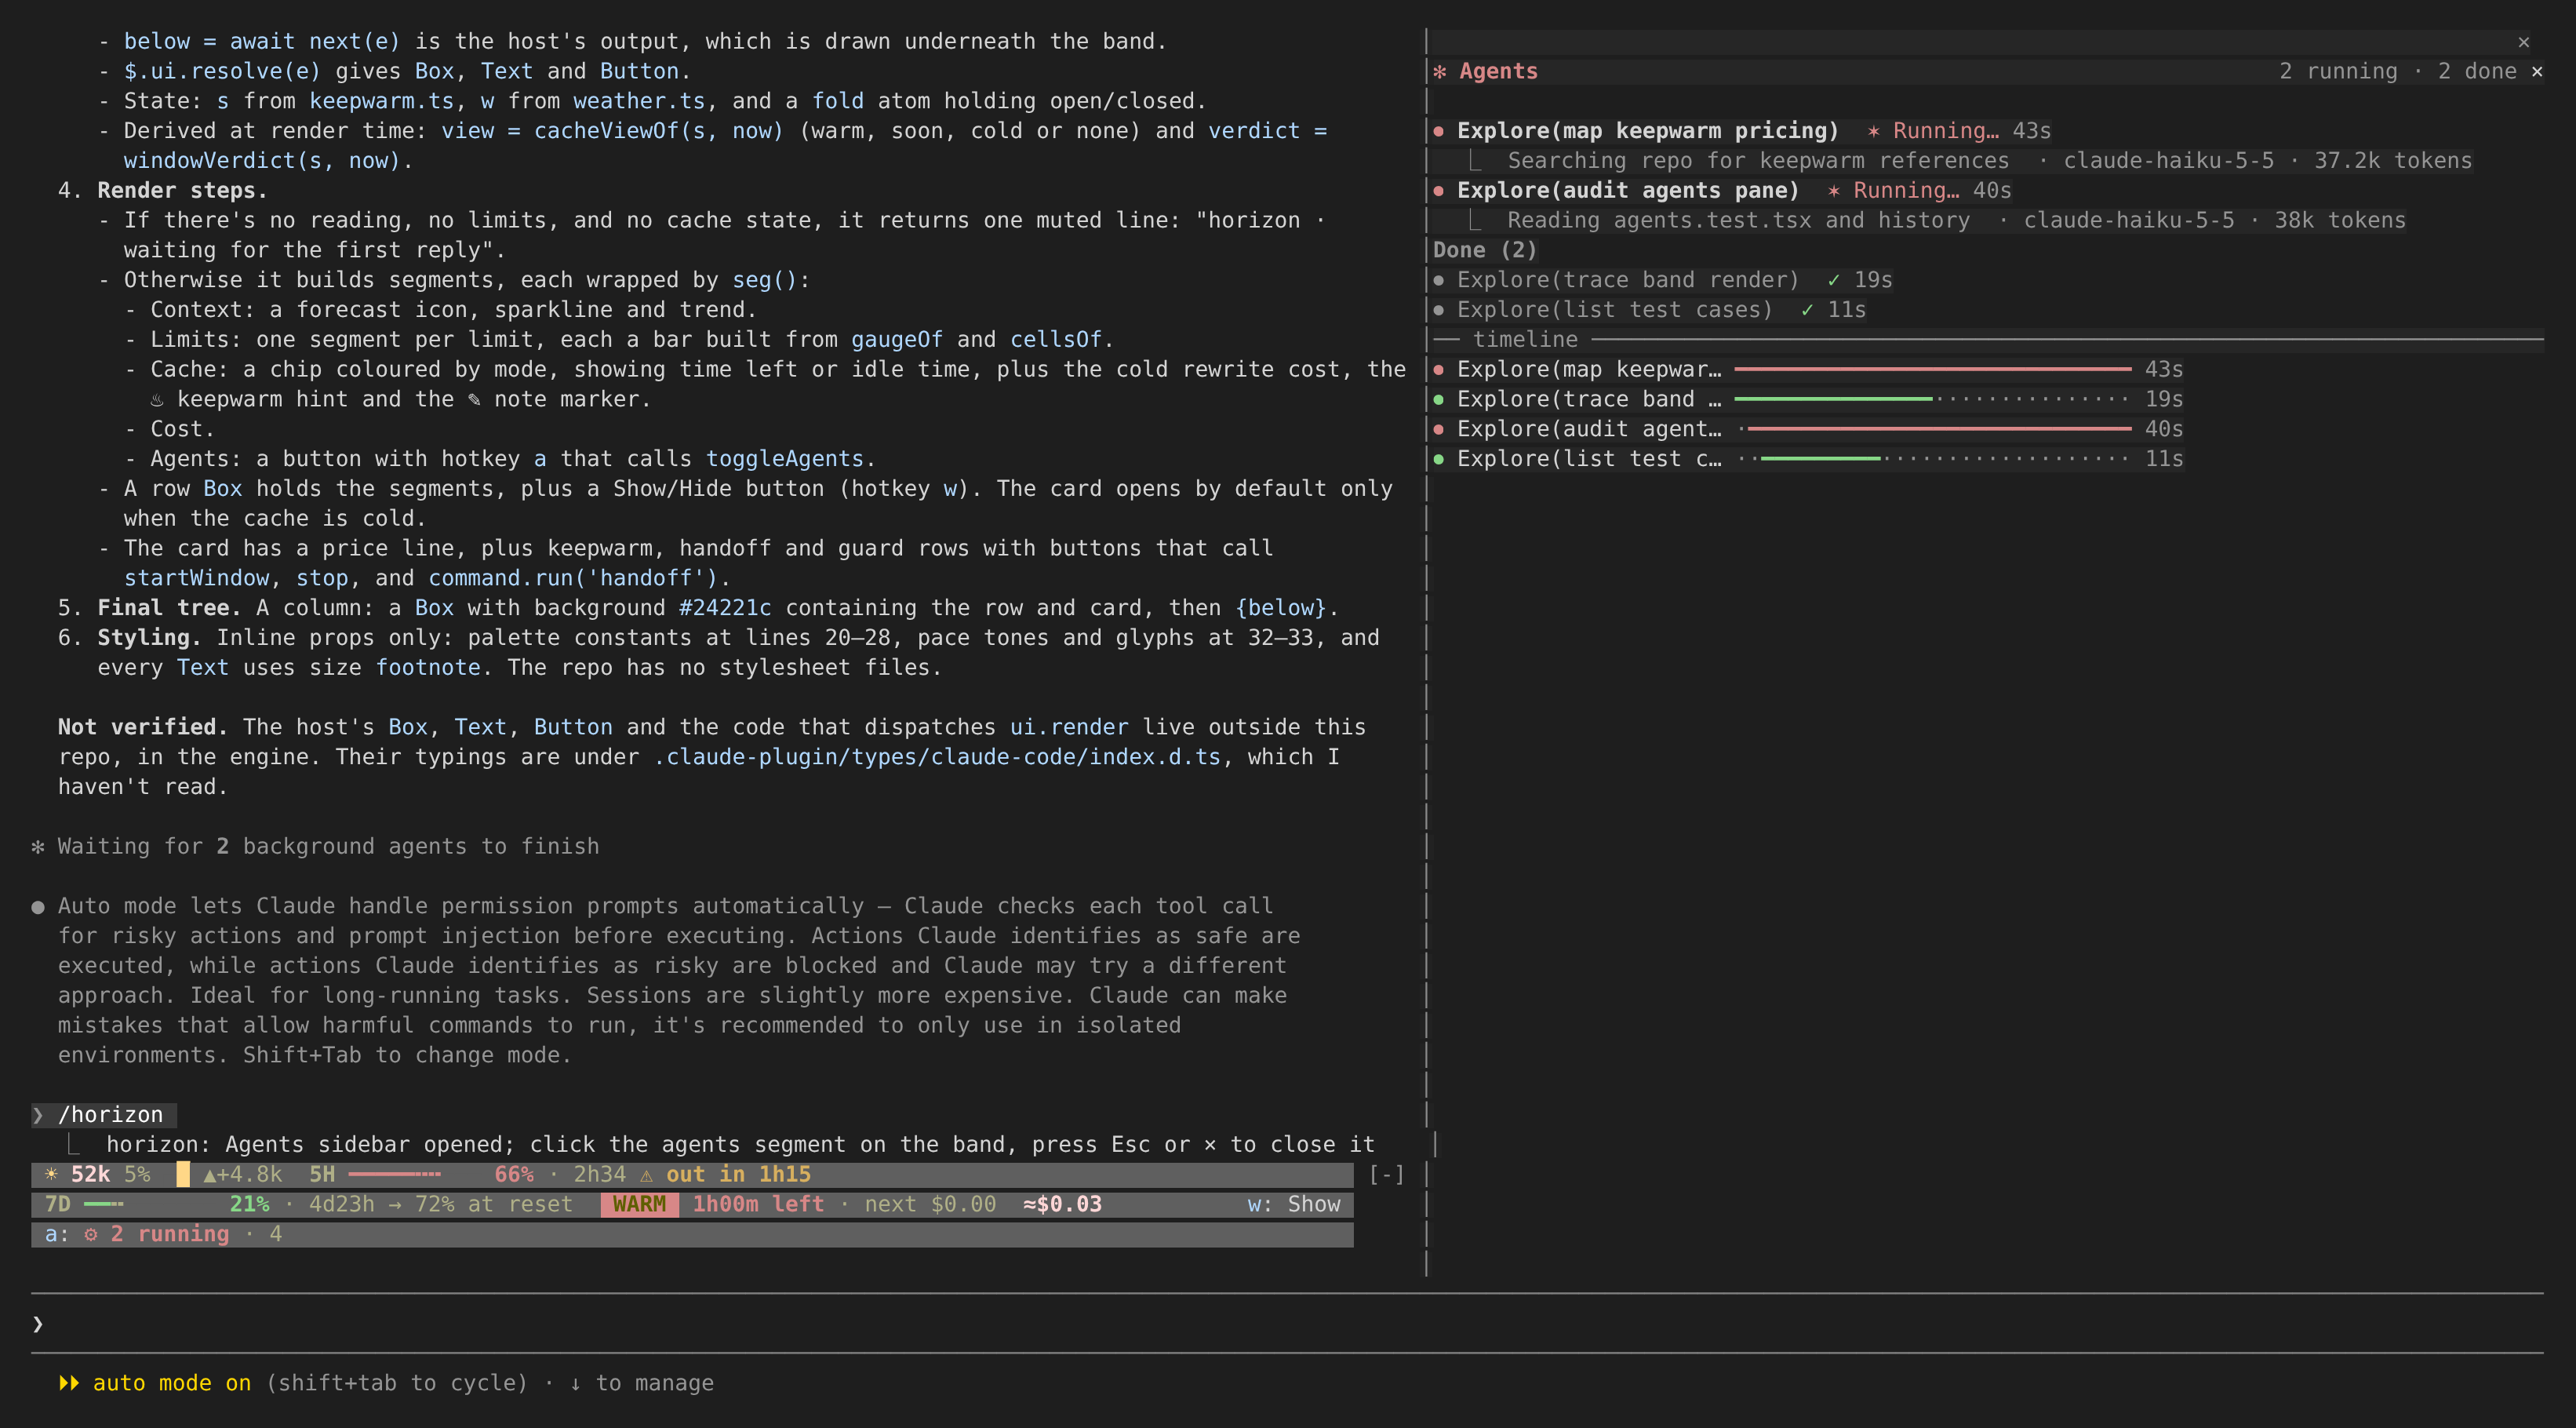 - below = await next(e) is the host's output, which is drawn underneath the band.
- $.ui.resolve(e) gives Box, Text and Button.
- State: s from keepwarm.ts, w from weather.ts, and a fold atom holding open/closed.
- Derived at render time: view = cacheViewOf(s, now) (warm, soon, cold or none) and verdict =
windowVerdict(s, now).
4. Render steps.
- If there's no reading, no limits, and no cache state, it returns one muted line: "horizon ·
waiting for the first reply".
- Otherwise it builds segments, each wrapped by seg():
- Context: a forecast icon, sparkline and trend.
- Limits: one segment per limit, each a bar built from gaugeOf and cellsOf.
- Cache: a chip coloured by mode, showing time left or idle time, plus the cold rewrite cost, the
♨ keepwarm hint and the ✎ note marker.
- Cost.
- Agents: a button with hotkey a that calls toggleAgents.
- A row Box holds the segments, plus a Show/Hide button (hotkey w). The card opens by default only
when the cache is cold.
- The card has a price line, plus keepwarm, handoff and guard rows with buttons that call
startWindow, stop, and command.run('handoff').
5. Final tree. A column: a Box with background #24221c containing the row and card, then {below}.
6. Styling. Inline props only: palette constants at lines 20–28, pace tones and glyphs at 32–33, and
every Text uses size footnote. The repo has no stylesheet files.
Not verified. The host's Box, Text, Button and the code that dispatches ui.render live outside this
repo, in the engine. Their typings are under .claude-plugin/types/claude-code/index.d.ts, which I
haven't read.
✻ Waiting for 2 background agents to finish
● Auto mode lets Claude handle permission prompts automatically — Claude checks each tool call
for risky actions and prompt injection before executing. Actions Claude identifies as safe are
executed, while actions Claude identifies as risky are blocked and Claude may try a different
approach. Ideal for long-running tasks. Sessions are slightly more expensive. Claude can make
mistakes that allow harmful commands to run, it's recommended to only use in isolated
environments. Shift+Tab to change mode.
❯ /horizon
⎿ horizon: Agents sidebar opened; click the agents segment on the band, press Esc or × to close it
☀ 52k 5% ▲+4.8k 5H 66% · 2h34 ⚠ out in 1h15 [-]
7D 21% · 4d23h → 72% at reset WARM 1h00m left · next $0.00 ≈$0.03 w: Show
a: ⚙ 2 running · 4
❯
⏵⏵ auto mode on (shift+tab to cycle) · ↓ to manage
×
✻ Agents 2 running · 2 done ×
● Explore(map keepwarm pricing) ✶ Running… 43s
⎿ Searching repo for keepwarm references · claude-haiku-5-5 · 37.2k tokens
● Explore(audit agents pane) ✶ Running… 40s
⎿ Reading agents.test.tsx and history · claude-haiku-5-5 · 38k tokens
Done (2)
● Explore(trace band render) ✓ 19s
● Explore(list test cases) ✓ 11s
── timeline ──
● Explore(map keepwar… 43s
● Explore(trace band … 19s
● Explore(audit agent… 40s
● Explore(list test c… 11s